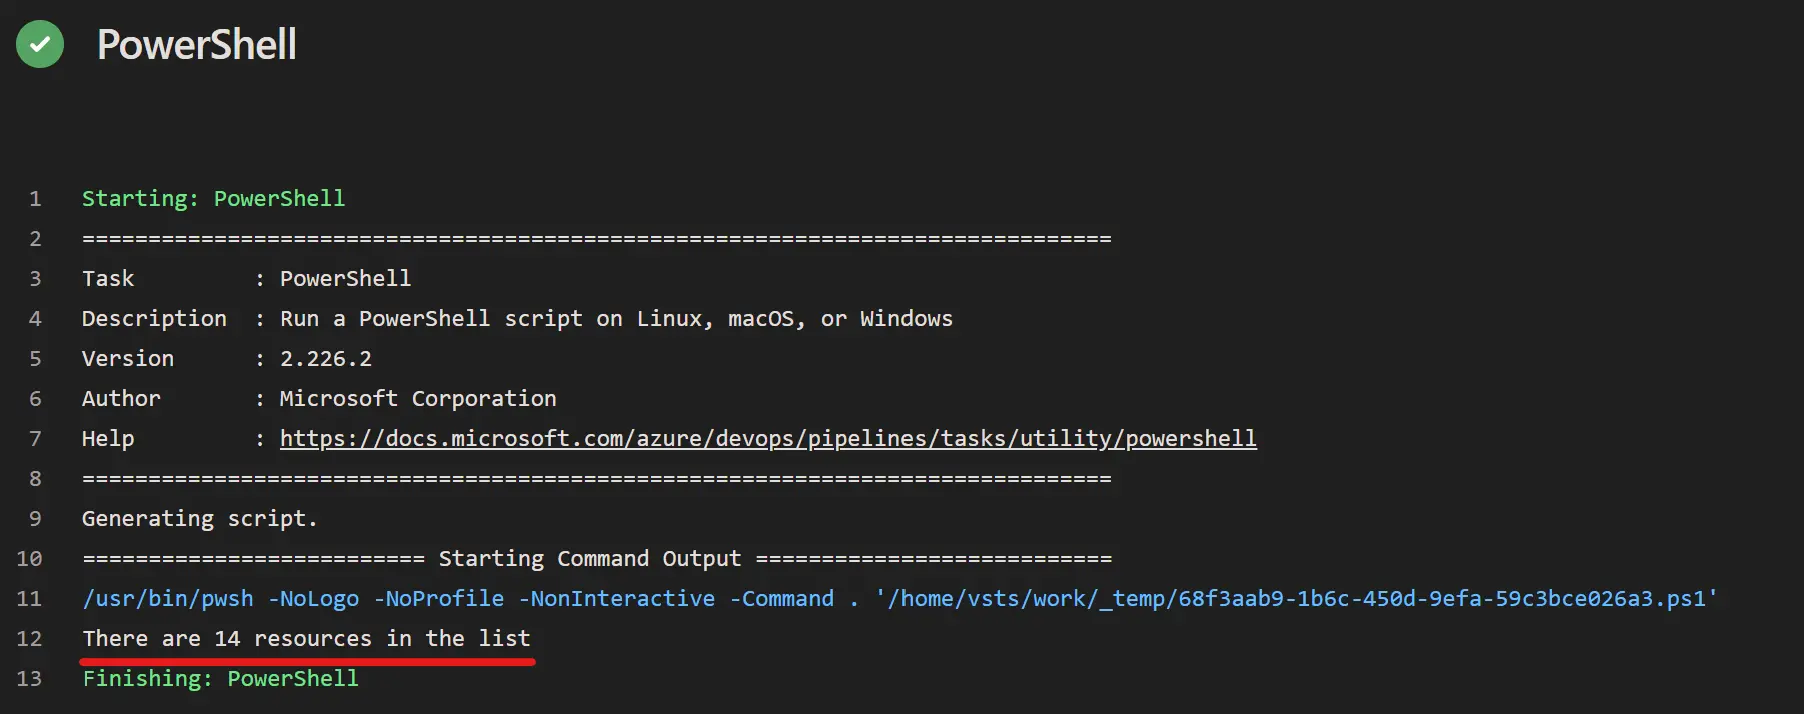 PowerShell
1 Starting: PowerShell
2 ==============================================================================
3 Task         : PowerShell
4 Description  : Run a PowerShell script on Linux, macOS, or Windows
5 Version      : 2.226.2
6 Author       : Microsoft Corporation
7 Help         : https://docs.microsoft.com/azure/devops/pipelines/tasks/utility/powershell
8 ==============================================================================
9 Generating script.
10 ========================== Starting Command Output ===========================
11 /usr/bin/pwsh -NoLogo -NoProfile -NonInteractive -Command . '/home/vsts/work/_temp/68f3aab9-1b6c-450d-9efa-59c3bce026a3.ps1'
12 There are 14 resources in the list
13 Finishing: PowerShell